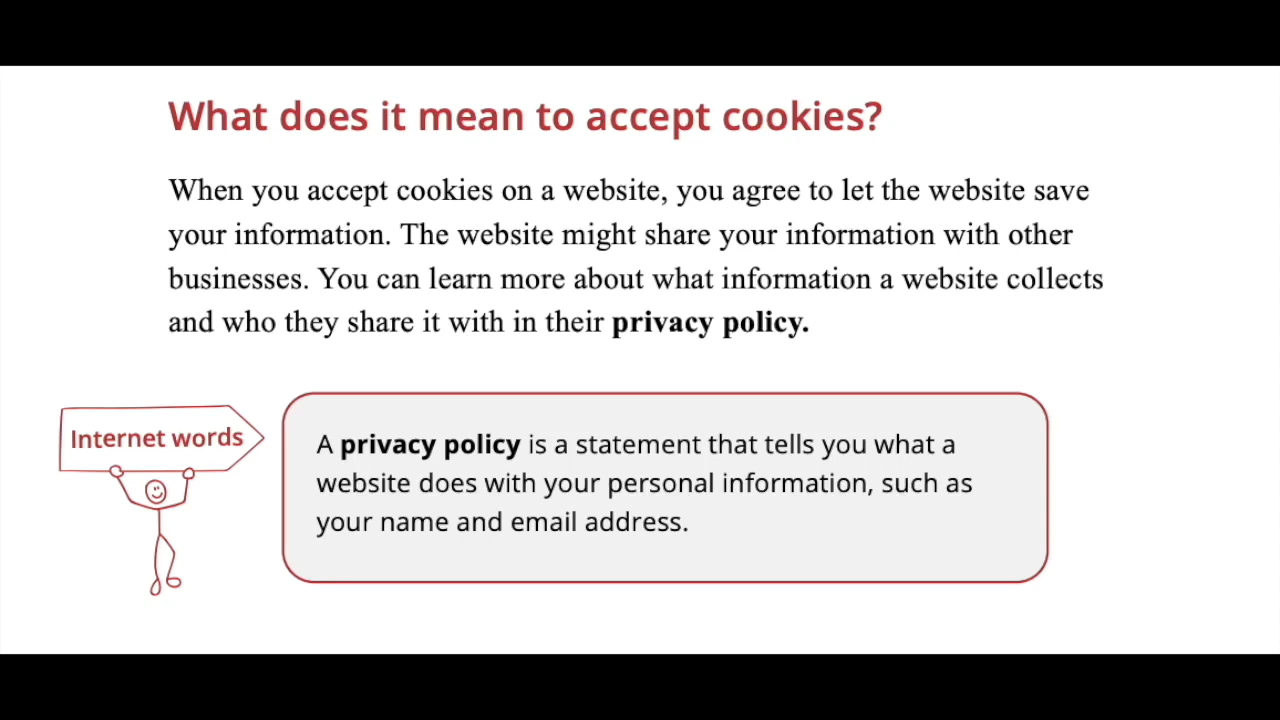 What does it mean to accept cookies?
When you accept cookies on a website, you agree to let the website save
your information. The website might share your information with other
businesses. You can learn more about what information a website collects
and who they share it with in their privacy policy.
Internet words
A privacy policy is a statement that tells you what a
website does with your personal information, such as
your name and email address.